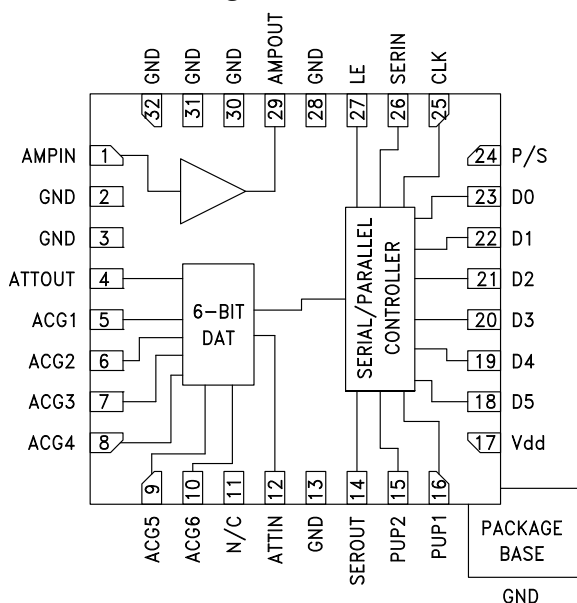 GND
GND
GND
AMPOUT
GND
LE
SERIN
CLK
32
31
30
29
28
27
26
25
AMPIN 1
GND 2
GND 3
ATTOUT 4
ACG1 5
ACG2 6
ACG3 7
ACG4 8
6-BIT
DAT
SERIAL/PARALLEL
CONTROLLER
24 P/S
23 D0
22 D1
21 D2
20 D3
19 D4
18 D5
17 Vdd
9
10
11
12
13
14
15
16
ACG5
ACG6
N/C
ATTIN
GND
SEROUT
PUP2
PUP1
PACKAGE
BASE
GND